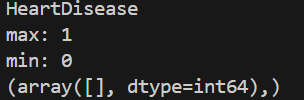 HeartDisease
max: 1
min: 0
(array([], dtype=int64),)